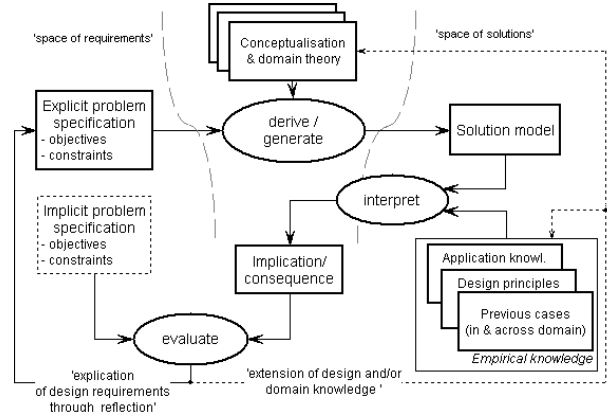 'space of requirements'
'space of solutions'
Conceptualisation
& domain theory
Explicit problem
specification
- objectives
- constraints
derive /
generate
Solution model
interpret
Implicit problem
specification
- objectives
- constraints
Implication/
consequence
Application knowl.
Design principles
Previous cases
(in & across domain)
Empirical knowledge
evaluate
'explication
of design requirements
through reflection'
'extension of design and/or
domain knowledge '